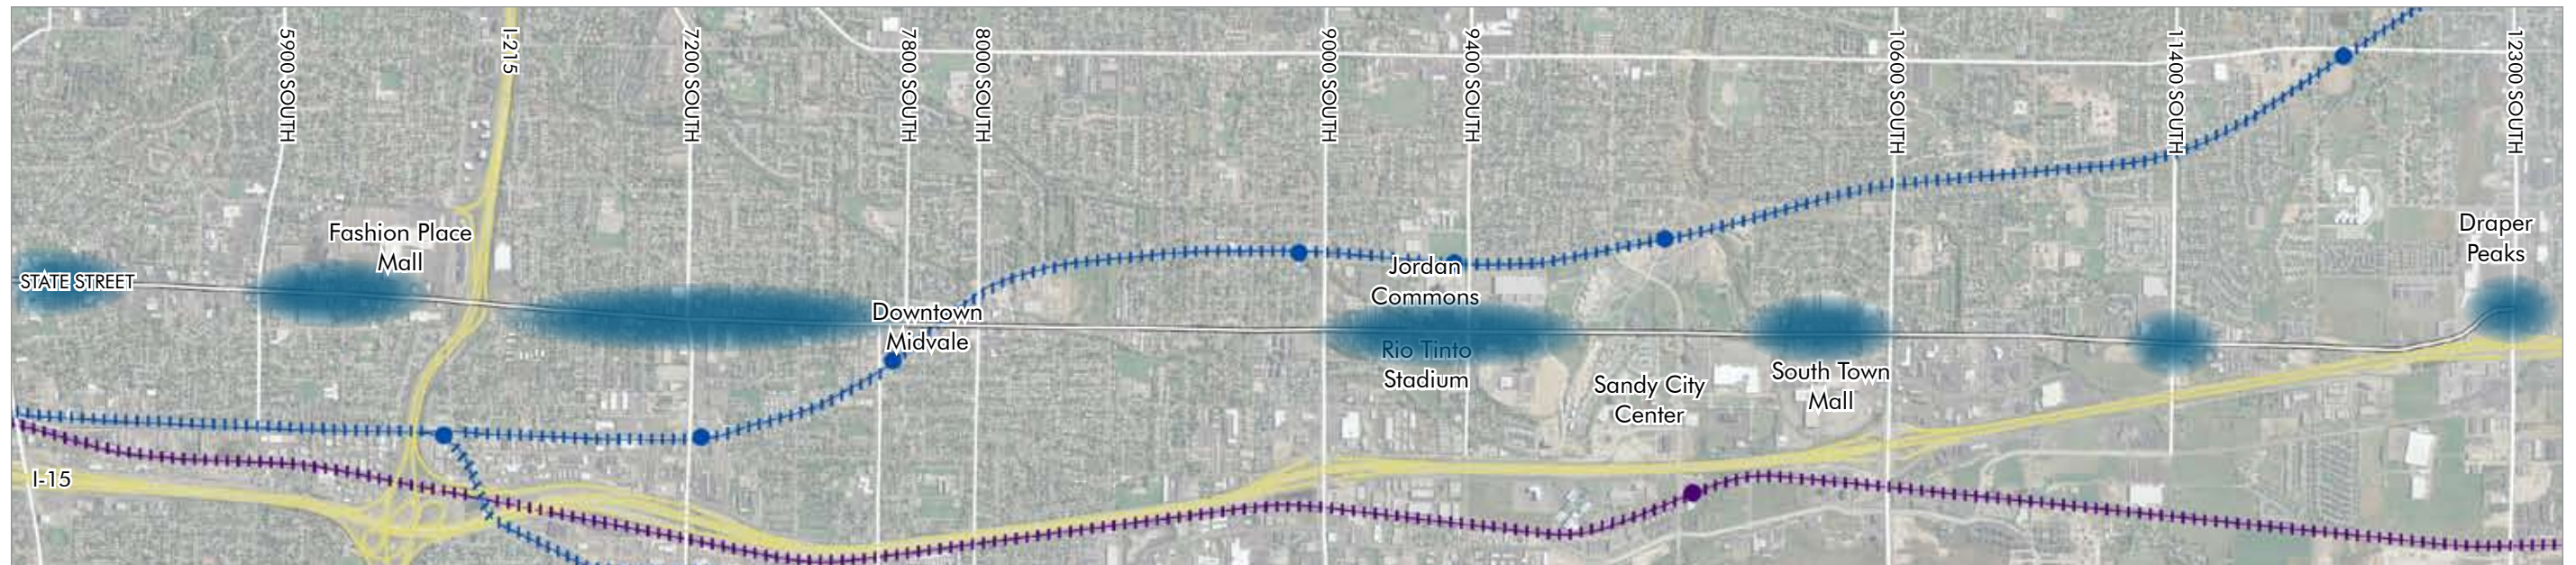 5900 SOUTH
I-215
7200 SOUTH
7800 SOUTH
8000 SOUTH
9000 SOUTH
9400 SOUTH
10600 SOUTH
11400 SOUTH
12300 SOUTH
Fashion Place
Mall
STATE STREET
Downtown
Midvale
Jordan
Commons
Rio Tinto
Stadium
Sandy City
Center
South Town
Mall
Draper
Peaks
I-15